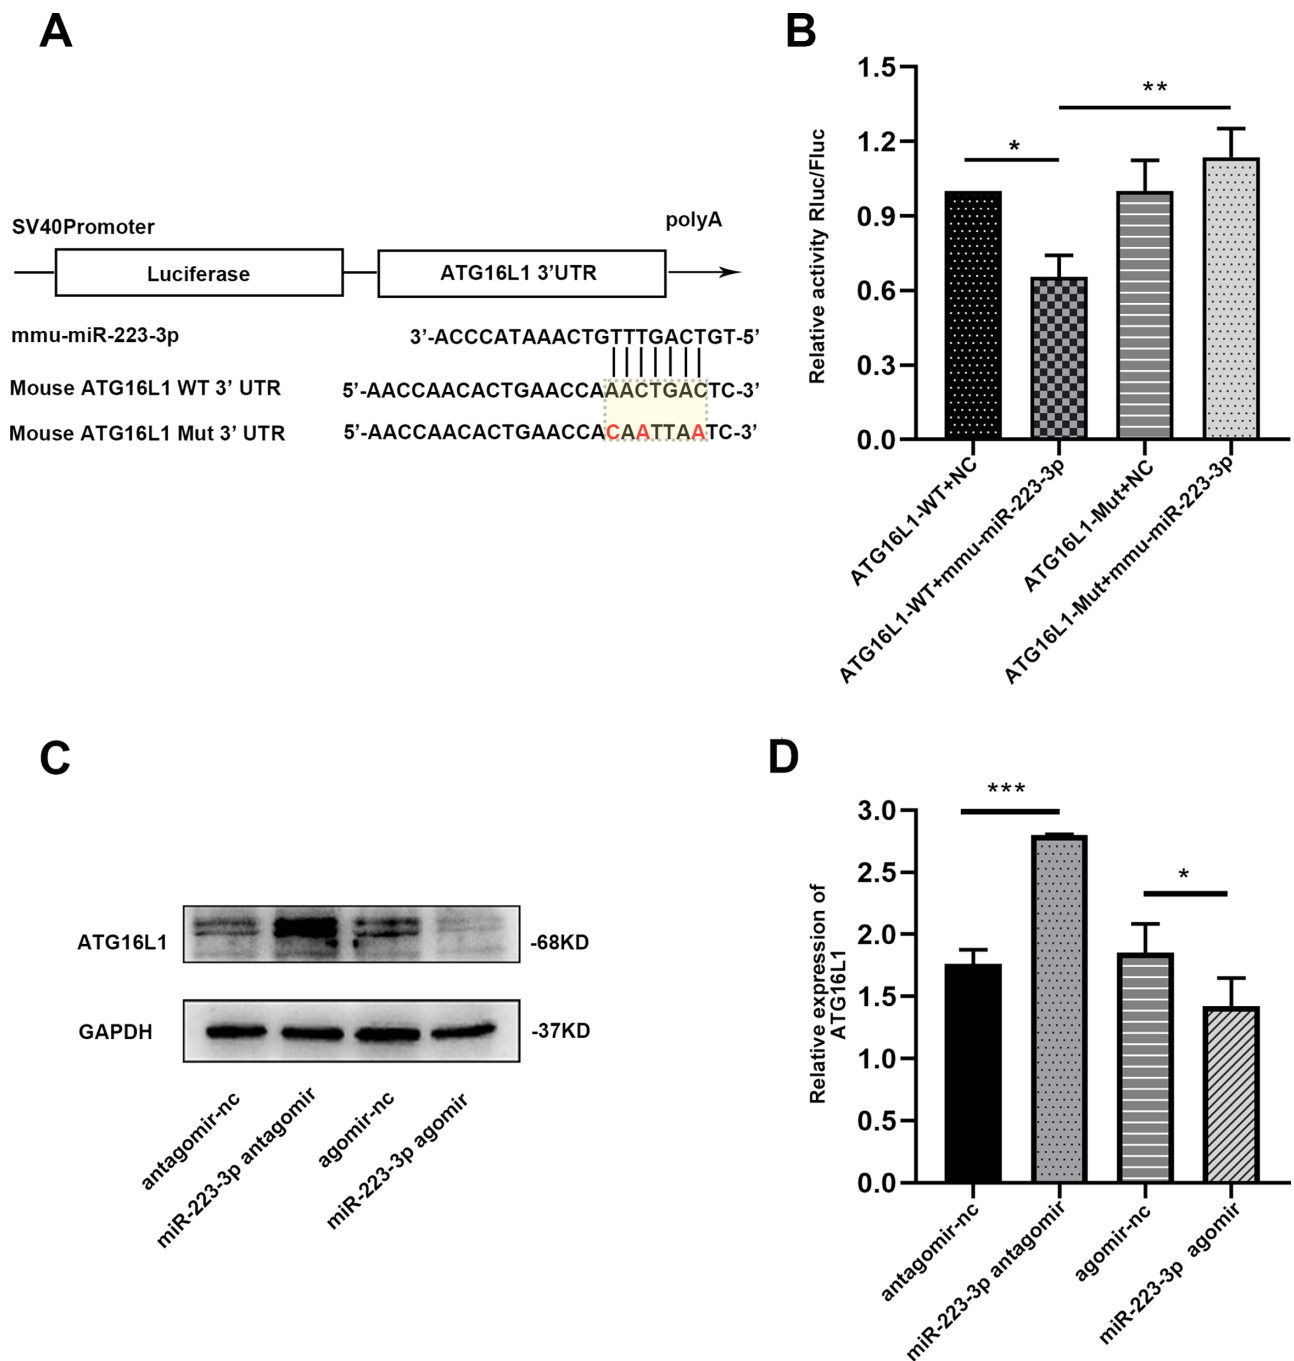 A
SV40Promoter
polyA
Luciferase
ATG16L1 3’UTR
mmu-miR-223-3p
3’-ACCCATAAACTGTTTGACTGT-5’
Mouse ATG16L1 WT 3’ UTR
5’-AACCAACACTGAACCAAACTGACTC-3’
Mouse ATG16L1 Mut 3’ UTR
5’-AACCAACACTGAACCACAATTAATC-3’
B
Relative activity Rluc/Fluc
1.5
1.2
0.9
0.6
0.3
0.0
*
**
ATG16L1-WT+NC
ATG16L1-WT+mmu-miR-223-3p
ATG16L1-Mut+NC
ATG16L1-Mut+mmu-miR-223-3p
C
ATG16L1
-68KD
GAPDH
-37KD
antagomir-nc
miR-223-3p antagomir
agomir-nc
miR-223-3p agomir
D
Relative expression of
ATG16L1
3.0
2.5
2.0
1.5
1.0
0.5
0.0
***
*
antagomir-nc
miR-223-3p antagomir
agomir-nc
miR-223-3p agomir